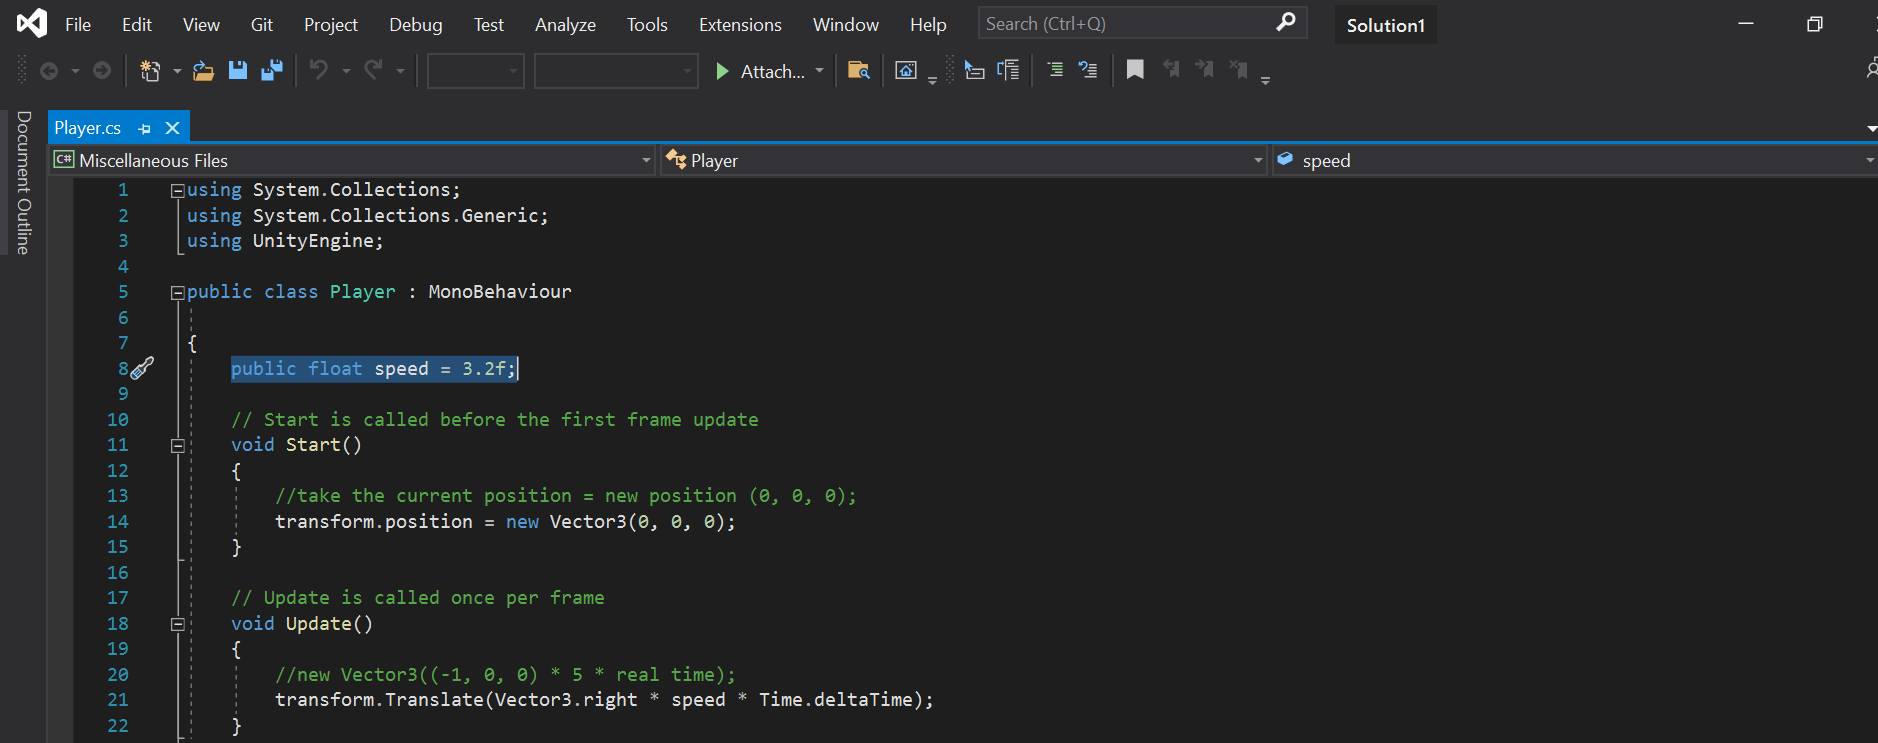 File Edit View Git Project Debug Test Analyze Tools Extensions Window Help Search (Ctrl+Q) Solution1
Attach...
Document Outline
Player.cs
C# Miscellaneous Files Player speed
1 using System.Collections;
2 using System.Collections.Generic;
3 using UnityEngine;
4
5 public class Player : MonoBehaviour
6
7 {
8 public float speed = 3.2f;
9
10 // Start is called before the first frame update
11 void Start()
12 {
13 //take the current position = new position (0, 0, 0);
14 transform.position = new Vector3(0, 0, 0);
15 }
16
17 // Update is called once per frame
18 void Update()
19 {
20 //new Vector3((-1, 0, 0) * 5 * real time);
21 transform.Translate(Vector3.right * speed * Time.deltaTime);
22 }